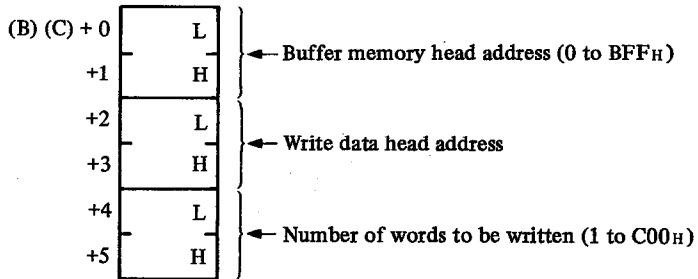 (B) (C) + 0 L
Buffer memory head address (0 to BFFH)
+1 H
+2 L
Write data head address
+3 H
+4 L
Number of words to be written (1 to C00H)
+5 H